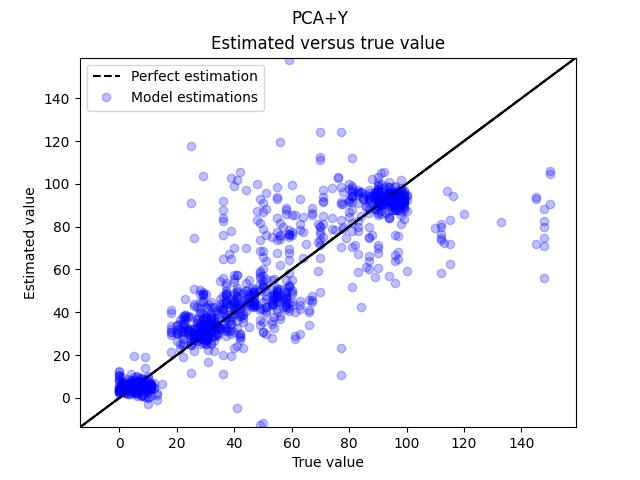 PCA+Y
Estimated versus true value
Perfect estimation
Model estimations
Estimated value
140
120
100
80
60
40
20
0
0 20 40 60 80 100 120 140
True value